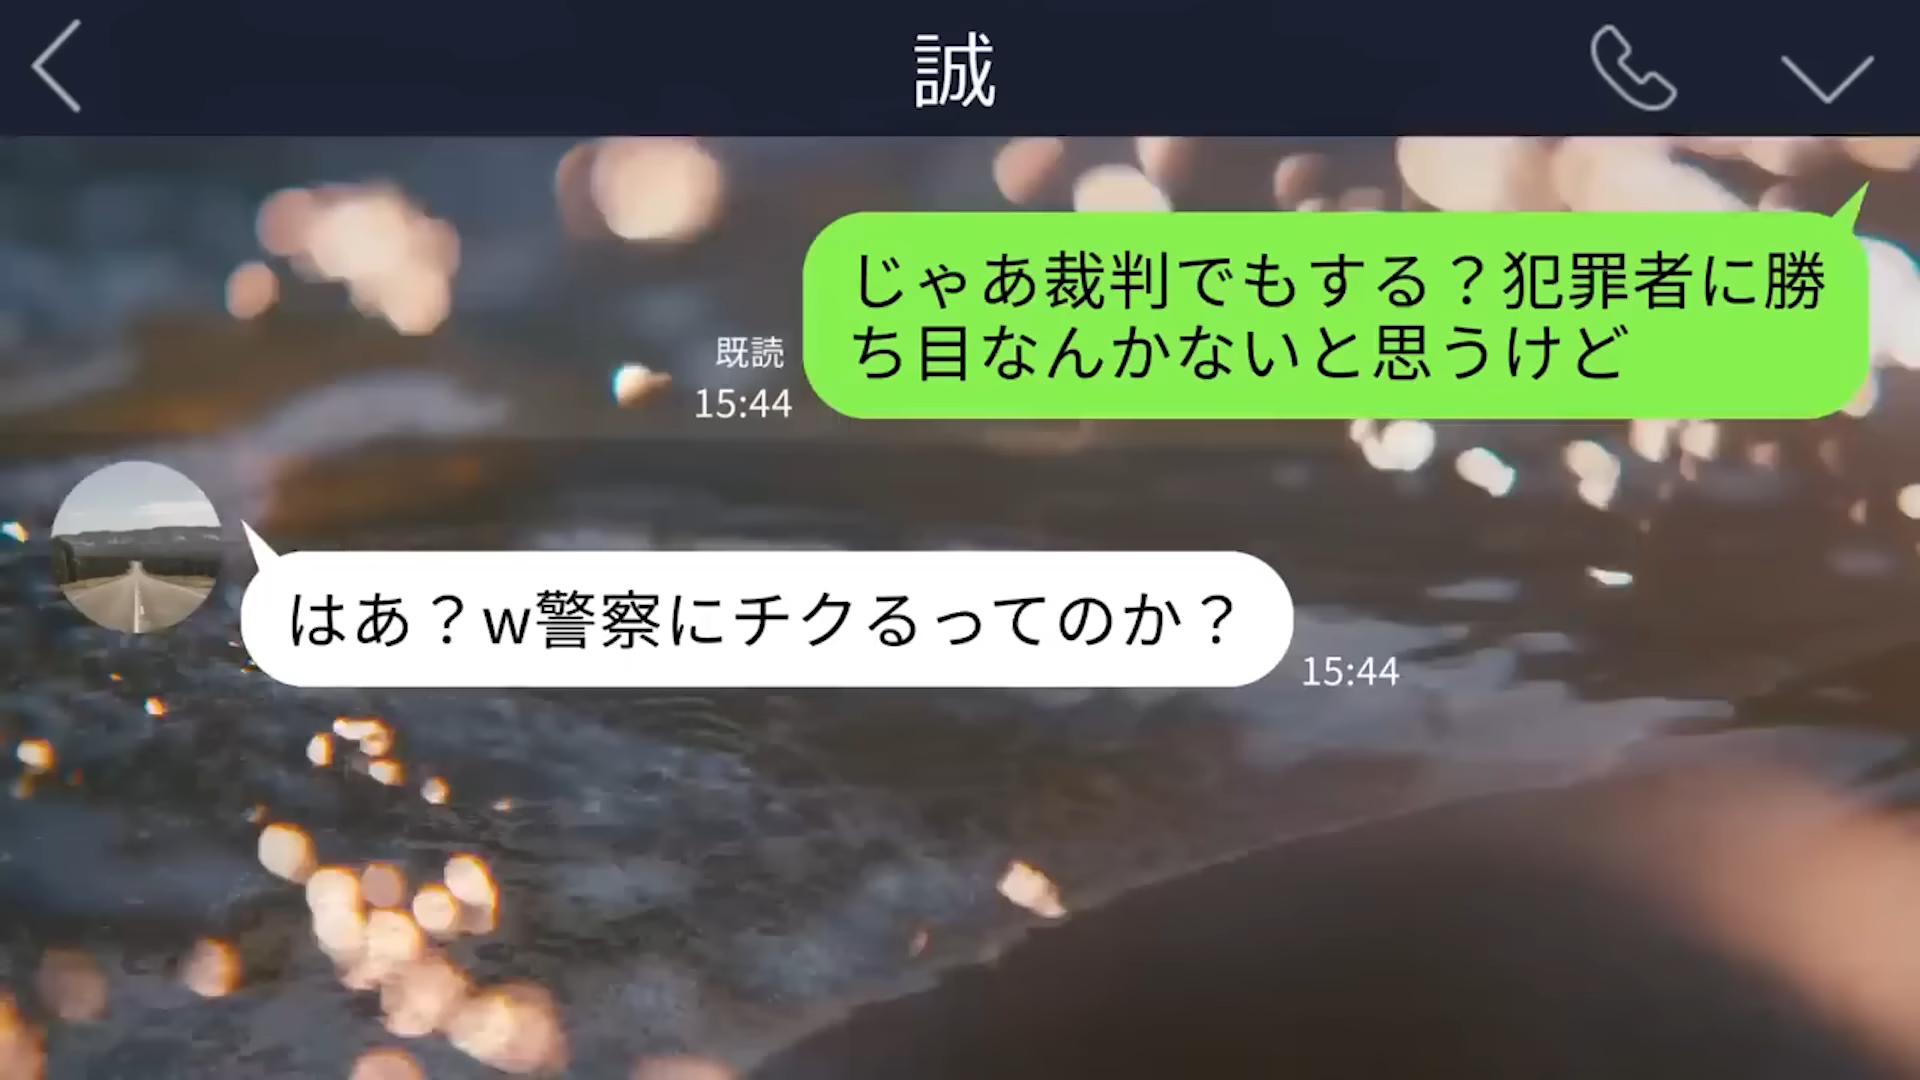 誠
じゃあ裁判でもする？犯罪者に勝
ち目なんかないと思うけど
既読
15:44
はあ？w警察にチクるってのか？
15:44